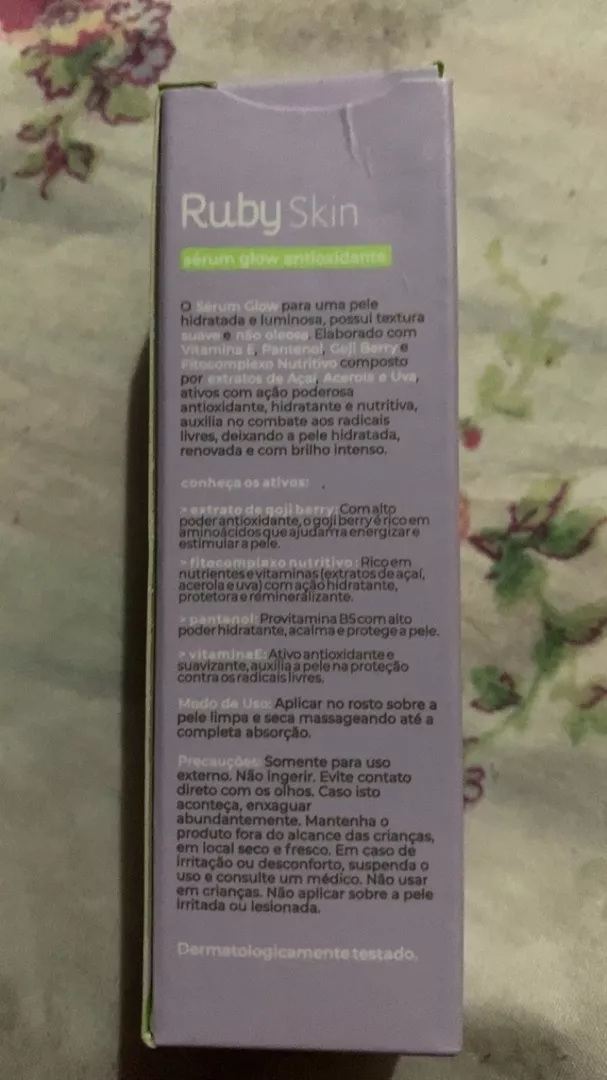 Ruby Skin
sérum glow antioxidante
O Sérum Glow para uma pele
hidratada e luminosa, possui textura
suave e não oleosa. Elaborado com
Vitamina E, Pantenol, Goji Berry e
Fitocomplexo Nutritivo composto
por extratos de Açaí, Acerola e Uva,
ativos com ação poderosa
antioxidante, hidratante e nutritiva,
auxilia no combate aos radicais
livres, deixando a pele hidratada,
renovada e com brilho intenso.
conheça os ativos:
> extrato de goji berry: Com alto
poder antioxidante, o goji berry é rico em
aminoácidos que ajudam a energizar e
estimular a pele.
> fitocomplexo nutritivo: Rico em
nutrientes e vitaminas (extratos de açaí,
acerola e uva) com ação hidratante,
protetora e remineralizante.
> pantenol: Provitamina B5 com alto
poder hidratante, acalma e protege a pele.
> vitamina E: Ativo antioxidante e
suavizante, auxilia a pele na proteção
contra os radicais livres.
Modo de Uso: Aplicar no rosto sobre a
pele limpa e seca massageando até a
completa absorção.
Precauções: Somente para uso
externo. Não ingerir. Evite contato
direto com os olhos. Caso isto
aconteça, enxaguar
abundantemente. Mantenha o
produto fora do alcance das crianças,
em local seco e fresco. Em caso de
irritação ou desconforto, suspenda o
uso e consulte um médico. Não usar
em crianças. Não aplicar sobre a pele
irritada ou lesionada.
Dermatologicamente testado.